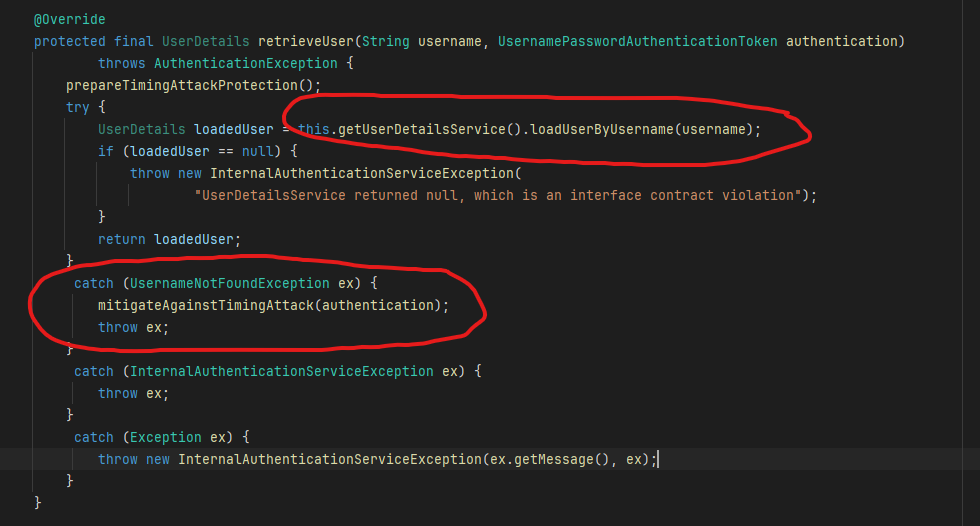 @Override
protected final UserDetails retrieveUser(String username, UsernamePasswordAuthenticationToken authentication)
throws AuthenticationException {
prepareTimingAttackProtection();
try {
UserDetails loadedUser = this.getUserDetailsService().loadUserByUsername(username);
if (loadedUser == null) {
throw new InternalAuthenticationServiceException(
"UserDetailsService returned null, which is an interface contract violation");
}
return loadedUser;
}
catch (UsernameNotFoundException ex) {
mitigateAgainstTimingAttack(authentication);
throw ex;
}
catch (InternalAuthenticationServiceException ex) {
throw ex;
}
catch (Exception ex) {
throw new InternalAuthenticationServiceException(ex.getMessage(), ex);
}
}